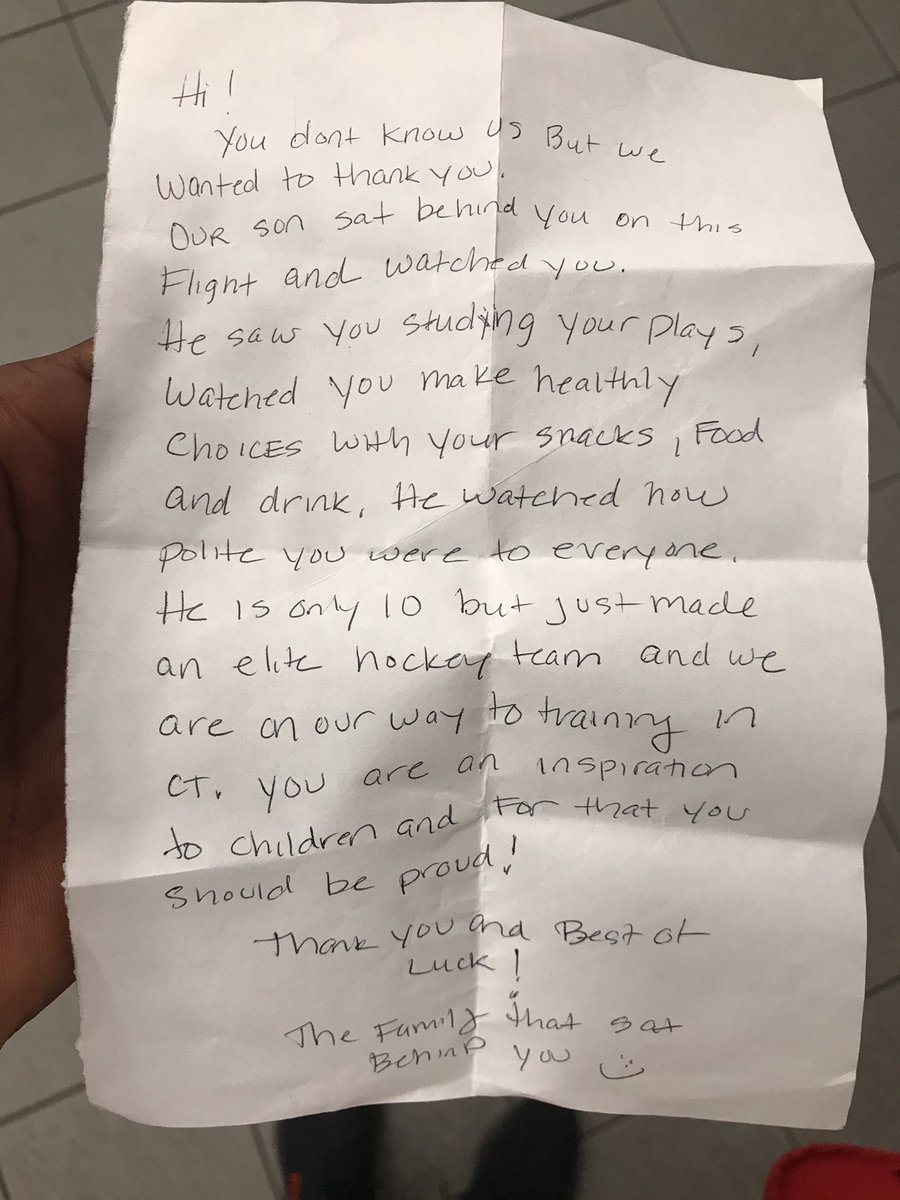 Hi!
You dont know us But we
Wanted to thank you.
OUR son sat behind you on this
Flight and watched you.
He saw you studying your plays,
Watched you make healthly
CHOICES with your snacks, Food
and drink, He watched how
polite you were to everyone.
He is only 10 but just made
an elite hockey team and we
are on our way to training in
CT. you are an inspiration
to children and For that you
should be proud!
Thank you and Best of
Luck!
The Family that sat
Behind you :)